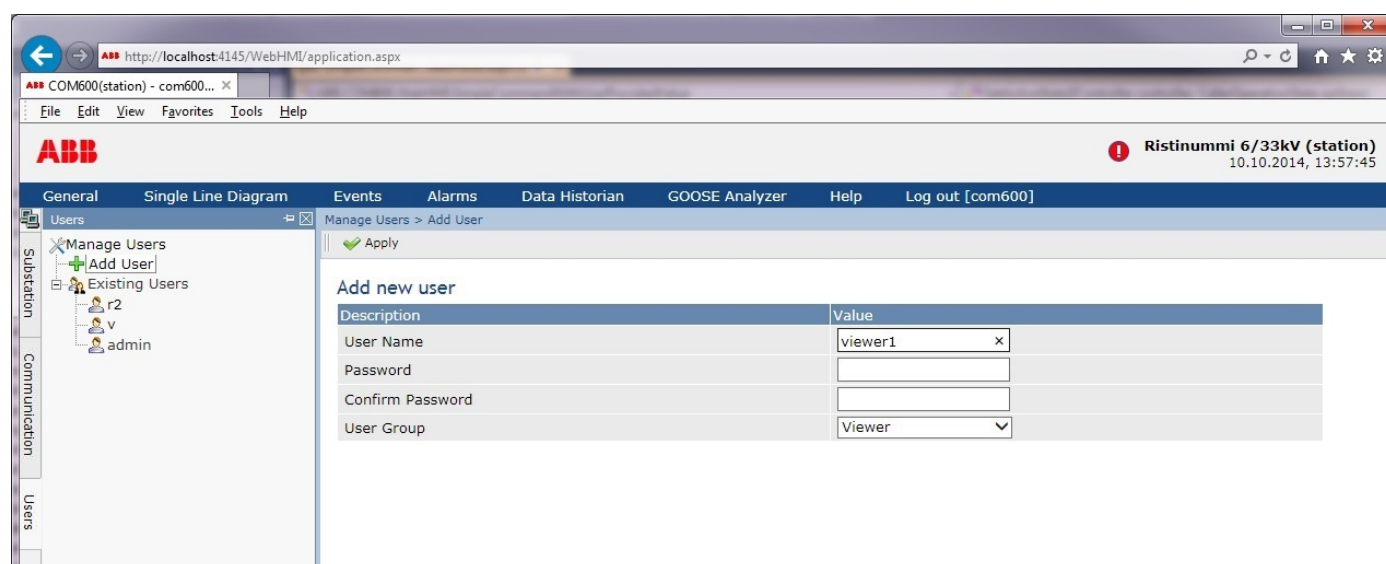 ABB http://localhost:4145/WebHMI/application.aspx
ABB COM600(station) - com600...
File Edit View Favorites Tools Help
ABB
Ristinummi 6/33kV (station)
10.10.2014, 13:57:45
General Single Line Diagram Events Alarms Data Historian GOOSE Analyzer Help Log out [com600]
Users
Manage Users > Add User
Apply
Substation
Communication
Users
Manage Users
Add User
Existing Users
r2
v
admin
Add new user
Description Value
User Name viewer1
Password
Confirm Password
User Group Viewer